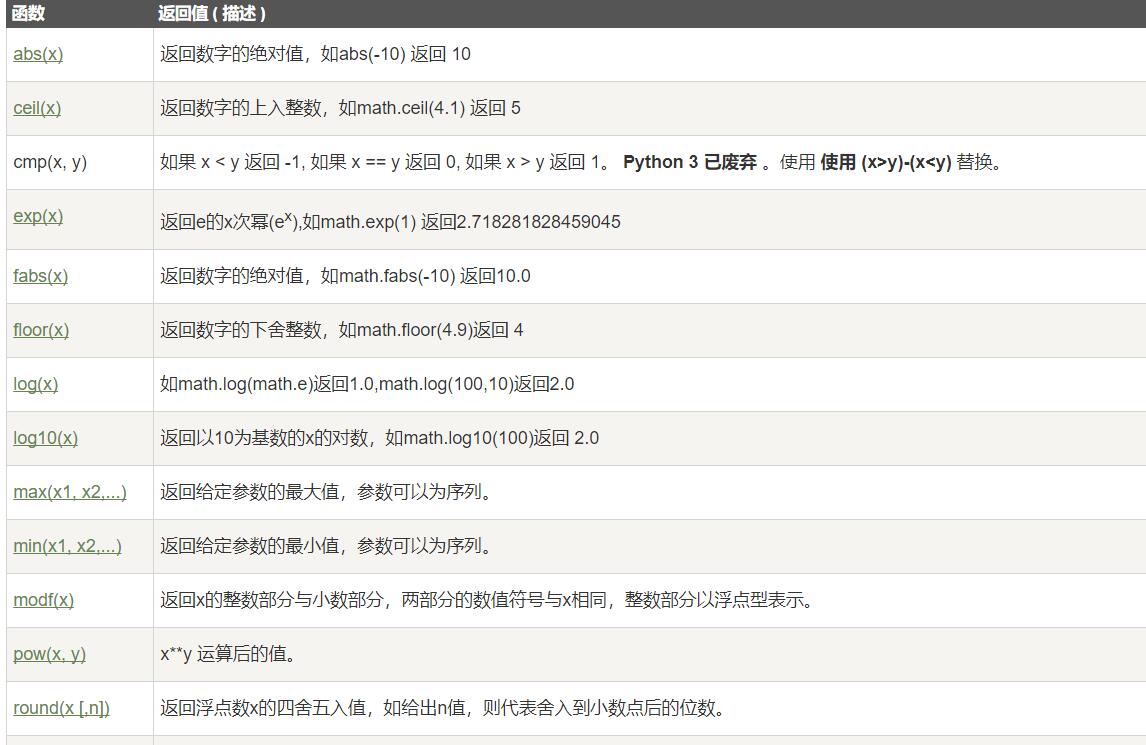 函数 返回值 ( 描述 )
abs(x) 返回数字的绝对值，如abs(-10) 返回 10
ceil(x) 返回数字的上入整数，如math.ceil(4.1) 返回 5
cmp(x, y) 如果 x < y 返回 -1, 如果 x == y 返回 0, 如果 x > y 返回 1。 Python 3 已废弃 。使用 使用 (x>y)-(x<y) 替换。
exp(x) 返回e的x次幂(eˣ),如math.exp(1) 返回2.718281828459045
fabs(x) 返回数字的绝对值，如math.fabs(-10) 返回10.0
floor(x) 返回数字的下舍整数，如math.floor(4.9)返回 4
log(x) 如math.log(math.e)返回1.0,math.log(100,10)返回2.0
log10(x) 返回以10为基数的x的对数，如math.log10(100)返回 2.0
max(x1, x2,...) 返回给定参数的最大值，参数可以为序列。
min(x1, x2,...) 返回给定参数的最小值，参数可以为序列。
modf(x) 返回x的整数部分与小数部分，两部分的数值符号与x相同，整数部分以浮点型表示。
pow(x, y) x**y 运算后的值。
round(x [,n]) 返回浮点数x的四舍五入值，如给出n值，则代表舍入到小数点后的位数。